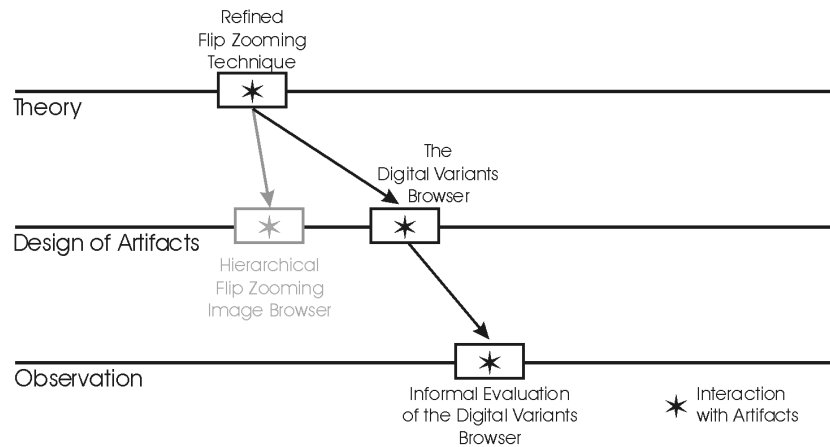 Refined
Flip Zooming
Technique
Theory
The
Digital Variants
Browser
Design of Artifacts
Hierarchical
Flip Zooming
Image Browser
Observation
Informal Evaluation
of the Digital Variants
Browser
Interaction
with Artifacts